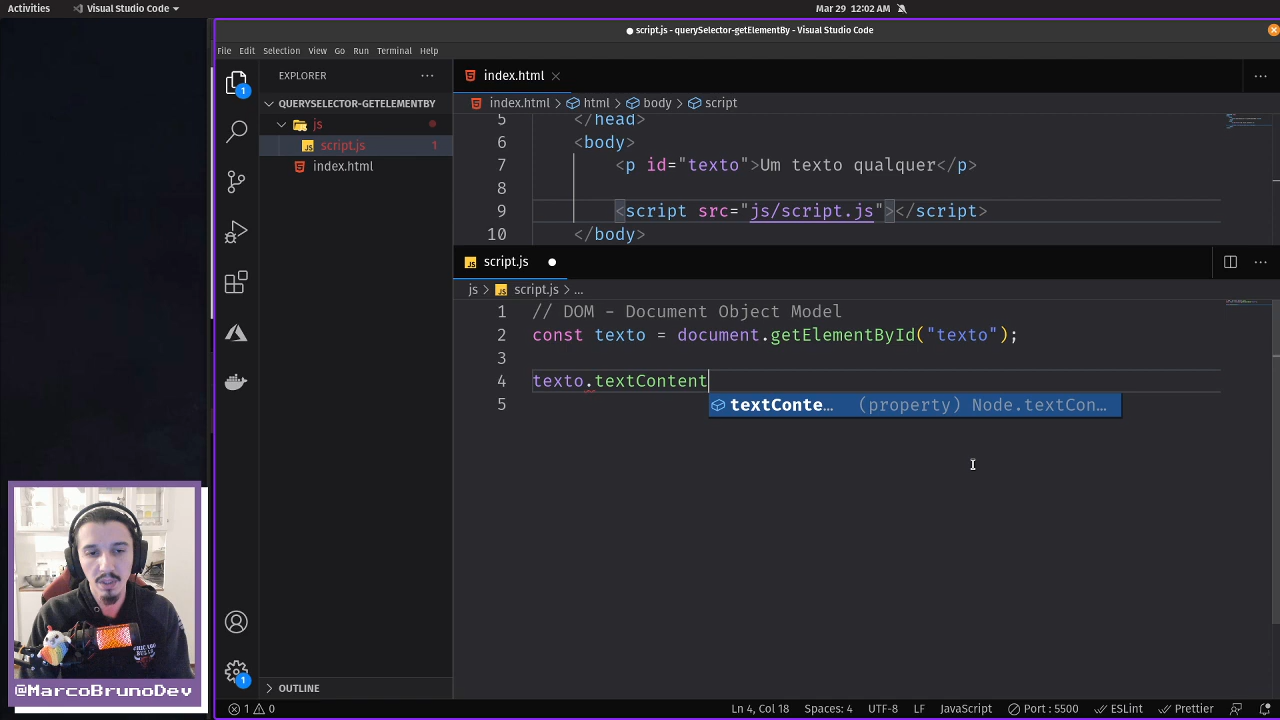 Activities
Visual Studio Code
Mar 29 12:02 AM
● script.js - querySelector-getElementBy - Visual Studio Code
File Edit Selection View Go Run Terminal Help
EXPLORER
QUERYSELECTOR-GETELEMENTBY
js
script.js 1
index.html
1
OUTLINE
1
index.html
index.html > html > body > script
5 </head>
6 <body>
7 <p id="texto">Um texto qualquer</p>
8
9 <script src="js/script.js"></script>
10 </body>
script.js
js > script.js > ...
1 // DOM - Document Object Model
2 const texto = document.getElementById("texto");
3
4 texto.textContent
5
textConte… (property) Node.textCon…
CHICAGO
BULLS
@MarcoBrunoDev
1 0
Ln 4, Col 18 Spaces: 4 UTF-8 LF JavaScript Port : 5500 ESLint Prettier